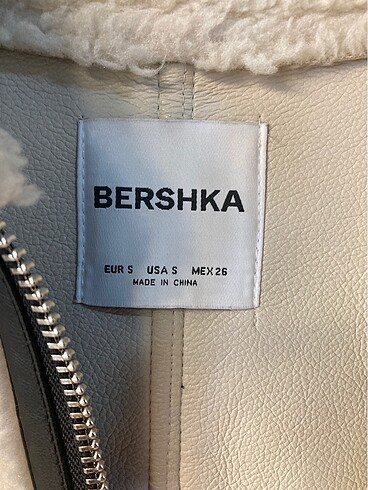 BERSHKA
EUR S USA S MEX 26
MADE IN CHINA